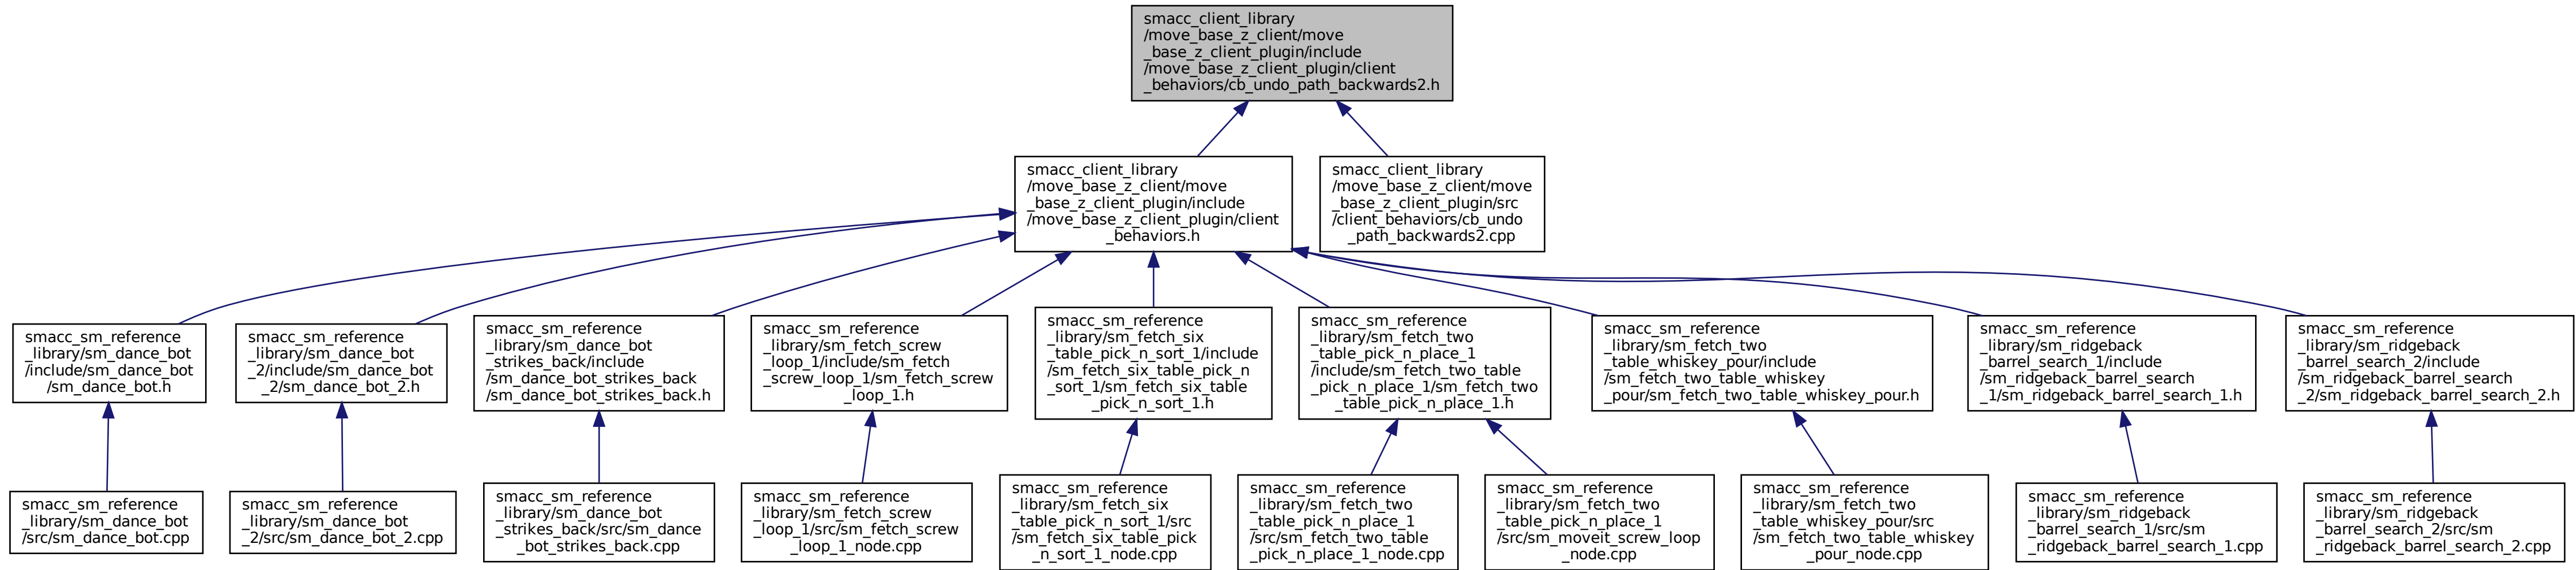 smacc_client_library
/move_base_z_client/move
_base_z_client_plugin/include
/move_base_z_client_plugin/client
_behaviors/cb_undo_path_backwards2.h
smacc_client_library
/move_base_z_client/move
_base_z_client_plugin/include
/move_base_z_client_plugin/client
_behaviors.h
smacc_client_library
/move_base_z_client/move
_base_z_client_plugin/src
/client_behaviors/cb_undo
_path_backwards2.cpp
smacc_sm_reference
_library/sm_dance_bot
/include/sm_dance_bot
/sm_dance_bot.h
smacc_sm_reference
_library/sm_dance_bot
_2/include/sm_dance_bot
_2/sm_dance_bot_2.h
smacc_sm_reference
_library/sm_dance_bot
_strikes_back/include
/sm_dance_bot_strikes_back
/sm_dance_bot_strikes_back.h
smacc_sm_reference
_library/sm_fetch_screw
_loop_1/include/sm_fetch
_screw_loop_1/sm_fetch_screw
_loop_1.h
smacc_sm_reference
_library/sm_fetch_six
_table_pick_n_sort_1/include
/sm_fetch_six_table_pick_n
_sort_1/sm_fetch_six_table
_pick_n_sort_1.h
smacc_sm_reference
_library/sm_fetch_two
_table_pick_n_place_1
/include/sm_fetch_two_table
_pick_n_place_1/sm_fetch_two
_table_pick_n_place_1.h
smacc_sm_reference
_library/sm_fetch_two
_table_whiskey_pour/include
/sm_fetch_two_table_whiskey
_pour/sm_fetch_two_table_whiskey_pour.h
smacc_sm_reference
_library/sm_ridgeback
_barrel_search_1/include
/sm_ridgeback_barrel_search
_1/sm_ridgeback_barrel_search_1.h
smacc_sm_reference
_library/sm_ridgeback
_barrel_search_2/include
/sm_ridgeback_barrel_search
_2/sm_ridgeback_barrel_search_2.h
smacc_sm_reference
_library/sm_dance_bot
/src/sm_dance_bot.cpp
smacc_sm_reference
_library/sm_dance_bot
_2/src/sm_dance_bot_2.cpp
smacc_sm_reference
_library/sm_dance_bot
_strikes_back/src/sm_dance
_bot_strikes_back.cpp
smacc_sm_reference
_library/sm_fetch_screw
_loop_1/src/sm_fetch_screw
_loop_1_node.cpp
smacc_sm_reference
_library/sm_fetch_six
_table_pick_n_sort_1/src
/sm_fetch_six_table_pick
_n_sort_1_node.cpp
smacc_sm_reference
_library/sm_fetch_two
_table_pick_n_place_1
/src/sm_fetch_two_table
_pick_n_place_1_node.cpp
smacc_sm_reference
_library/sm_fetch_two
_table_pick_n_place_1
/src/sm_moveit_screw_loop
_node.cpp
smacc_sm_reference
_library/sm_fetch_two
_table_whiskey_pour/src
/sm_fetch_two_table_whiskey
_pour_node.cpp
smacc_sm_reference
_library/sm_ridgeback
_barrel_search_1/src/sm
_ridgeback_barrel_search_1.cpp
smacc_sm_reference
_library/sm_ridgeback
_barrel_search_2/src/sm
_ridgeback_barrel_search_2.cpp